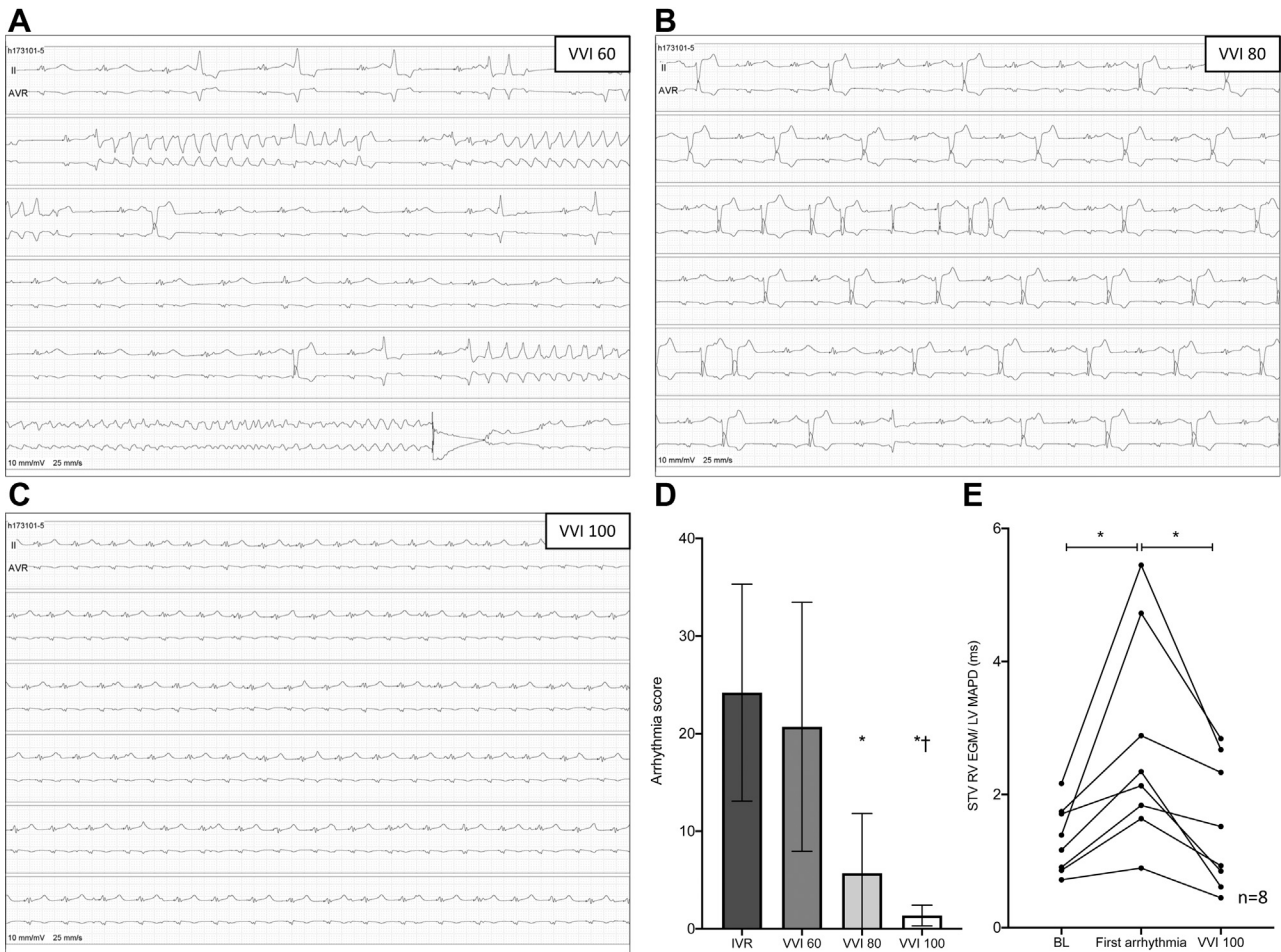 A
h173101-5
VVI 60
II
AVR
10 mm/mV 25 mm/s
B
h173101-5
VVI 80
II
AVR
10 mm/mV 25 mm/s
C
h173101-5
VVI 100
II
AVR
10 mm/mV 25 mm/s
D
40
30
20
10
0
Arrhythmia score
*
*†
IVR VVI 60 VVI 80 VVI 100
E
6
4
2
0
STV RV EGM/ LV MAPD (ms)
* *
n=8
BL First arrhythmia VVI 100